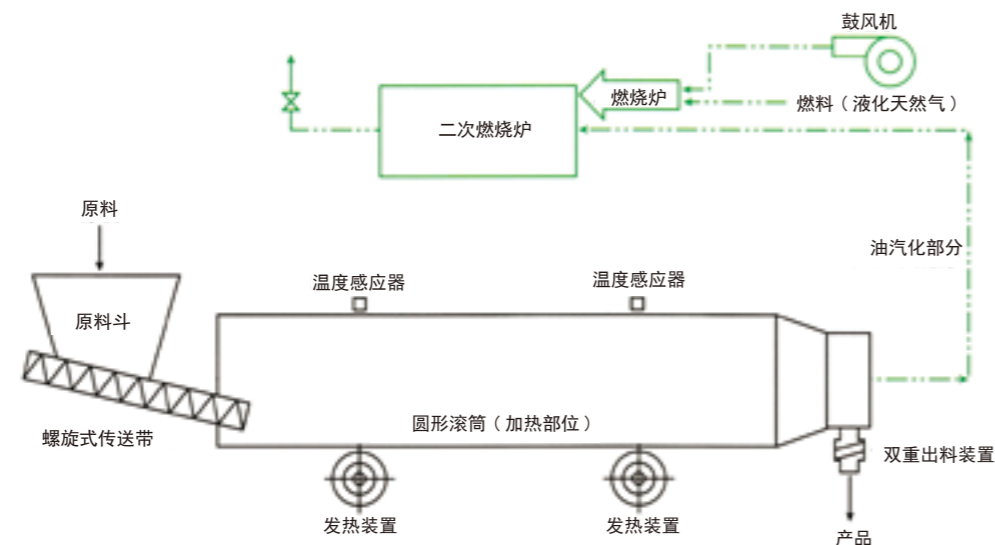 鼓风机
燃烧炉
燃料（液化天然气）
二次燃烧炉
原料
油汽化部分
温度感应器
温度感应器
原料斗
圆形滚筒（加热部位）
螺旋式传送带
双重出料装置
发热装置
发热装置
产品